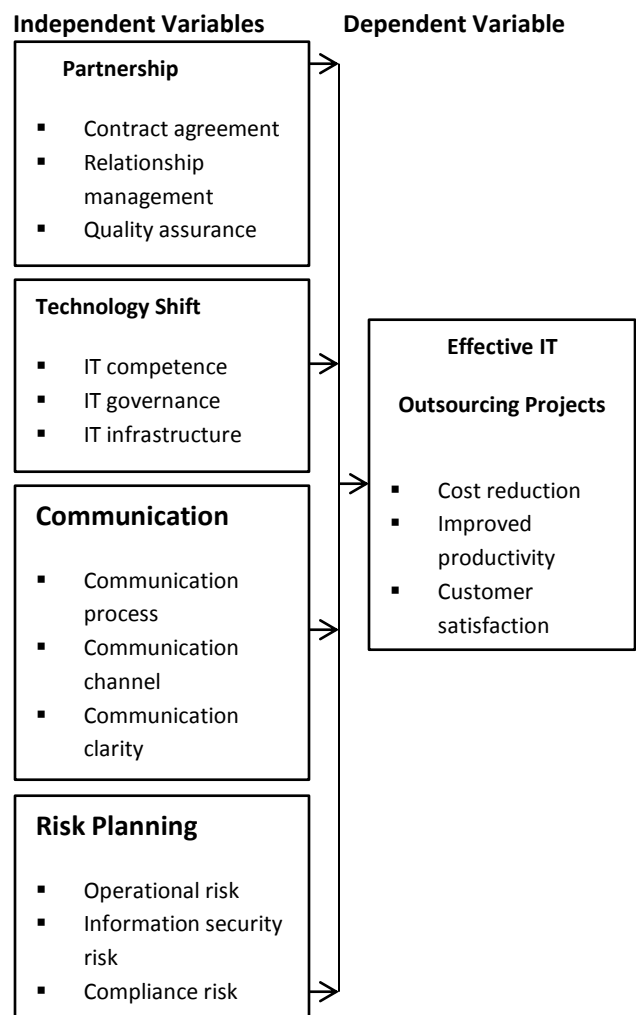 Independent Variables
Dependent Variable
Partnership
▪ Contract agreement
▪ Relationship
management
▪ Quality assurance
Technology Shift
▪ IT competence
▪ IT governance
▪ IT infrastructure
Communication
▪ Communication
process
▪ Communication
channel
▪ Communication
clarity
Risk Planning
▪ Operational risk
▪ Information security
risk
▪ Compliance risk
Effective IT
Outsourcing Projects
▪ Cost reduction
▪ Improved
productivity
▪ Customer
satisfaction